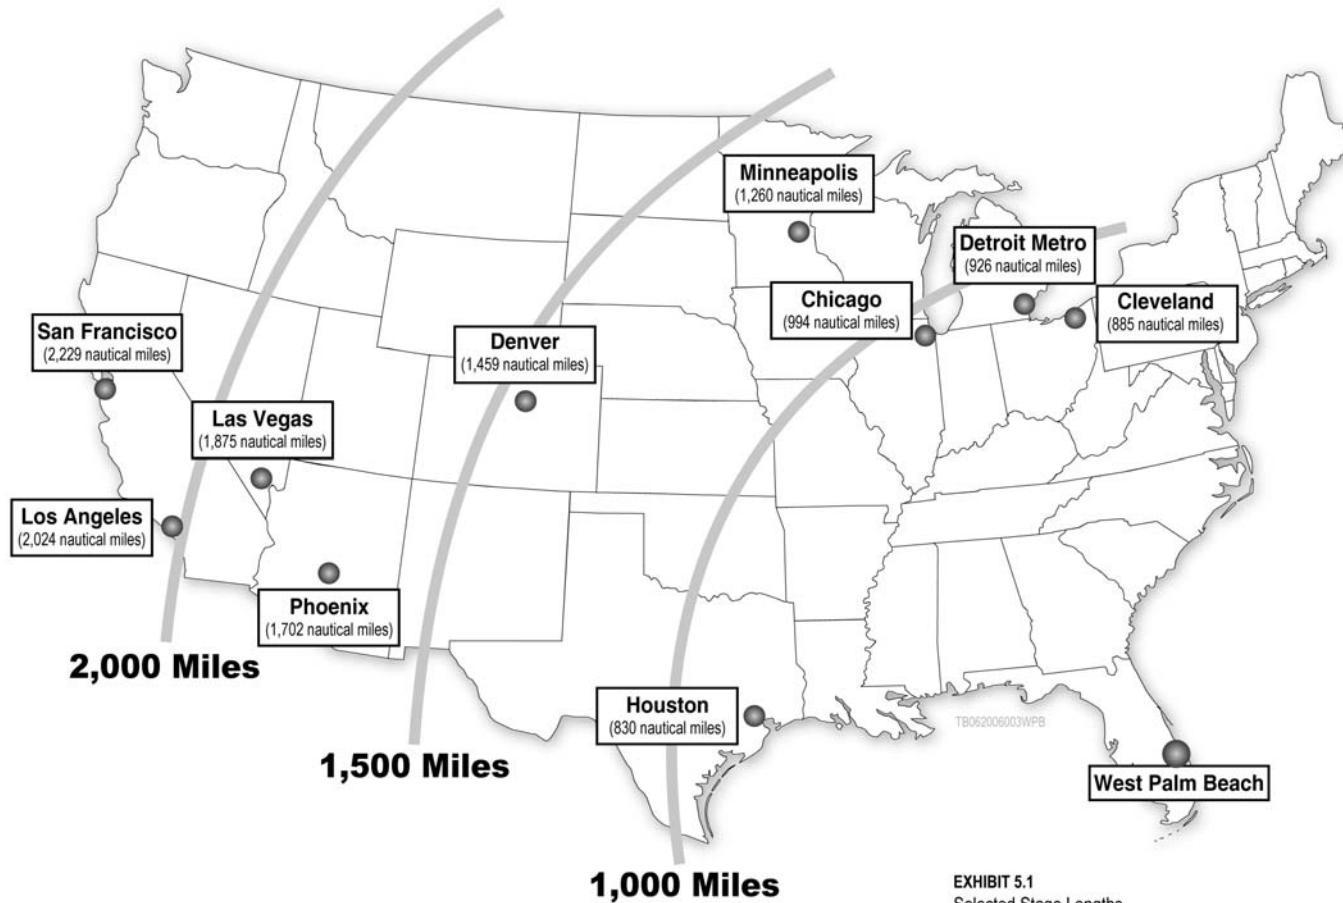 Minneapolis
(1,260 nautical miles)
Detroit Metro
(926 nautical miles)
Chicago
(994 nautical miles)
Cleveland
(885 nautical miles)
San Francisco
(2,229 nautical miles)
Denver
(1,459 nautical miles)
Las Vegas
(1,875 nautical miles)
Los Angeles
(2,024 nautical miles)
Phoenix
(1,702 nautical miles)
2,000 Miles
Houston
(830 nautical miles)
TB062006003WPB
1,500 Miles
West Palm Beach
1,000 Miles
EXHIBIT 5.1
Selected Stage Lengths